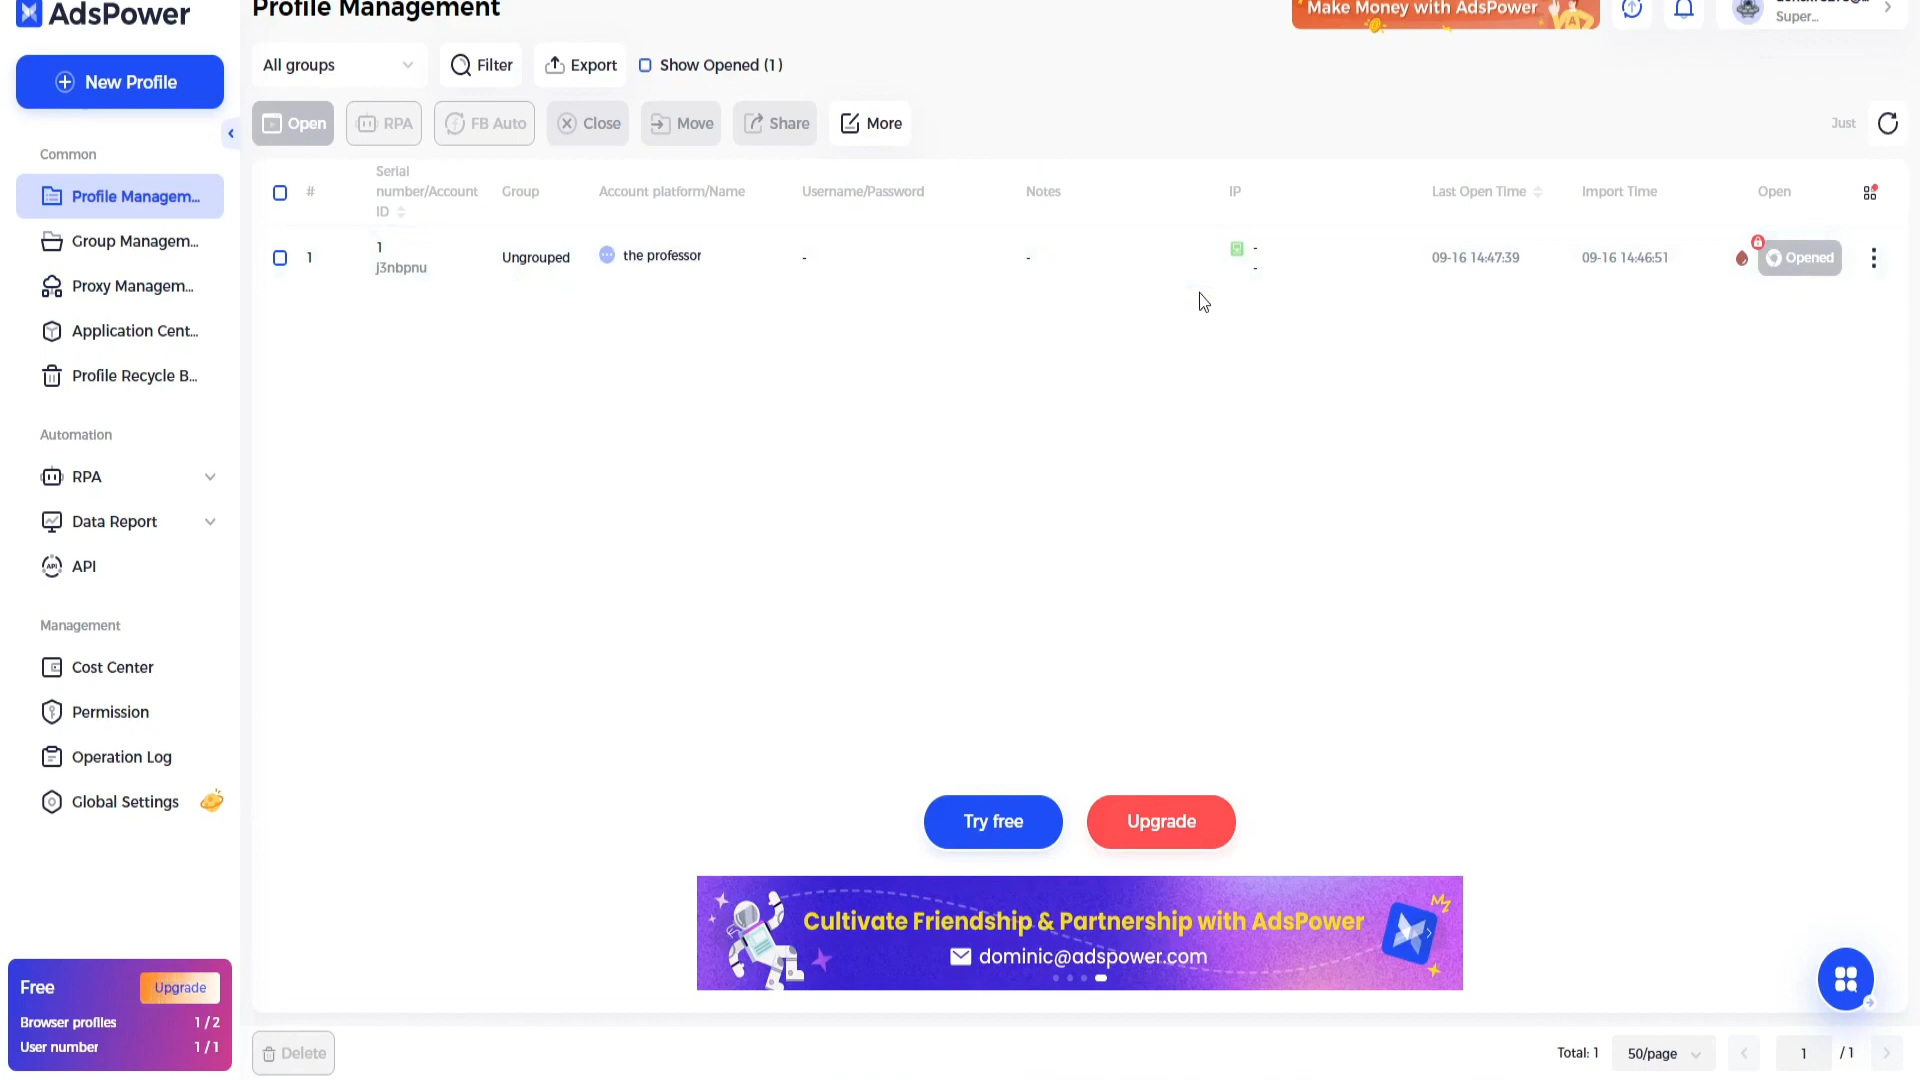 AdsPower
Profile Management
Make Money with AdsPower
Super...
New Profile
All groups
Filter
Export
Show Opened (1)
Open
RPA
FB Auto
Close
Move
Share
More
Just
Common
Profile Managem...
Group Managem...
Proxy Managem...
Application Cent...
Profile Recycle B...
Automation
RPA
Data Report
API
Management
Cost Center
Permission
Operation Log
Global Settings
#
Serial
number/Account
ID
Group
Account platform/Name
Username/Password
Notes
IP
Last Open Time
Import Time
Open
1
1
j3nbpnu
Ungrouped
the professor
-
-
-
-
09-16 14:47:39
09-16 14:46:51
Opened
Try free
Upgrade
Cultivate Friendship & Partnership with AdsPower
dominic@adspower.com
Free
Upgrade
Browser profiles
1 / 2
User number
1 / 1
Delete
Total: 1
50/page
1
/ 1